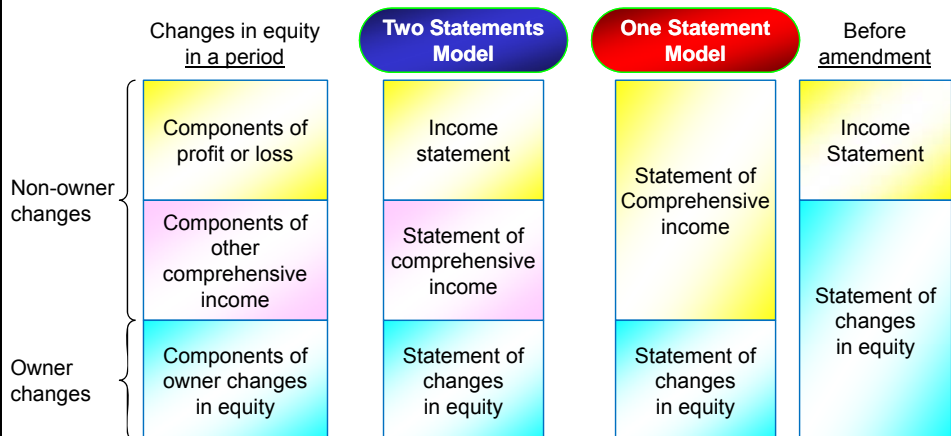 Changes in equity
in a period
Two Statements
Model
One Statement
Model
Before
amendment
Non-owner
changes
Components of
profit or loss
Income
statement
Statement of
Comprehensive
income
Income
Statement
Components of
other
comprehensive
income
Statement of
comprehensive
income
Statement of
changes
in equity
Owner
changes
Components of
owner changes
in equity
Statement of
changes
in equity
Statement of
changes
in equity